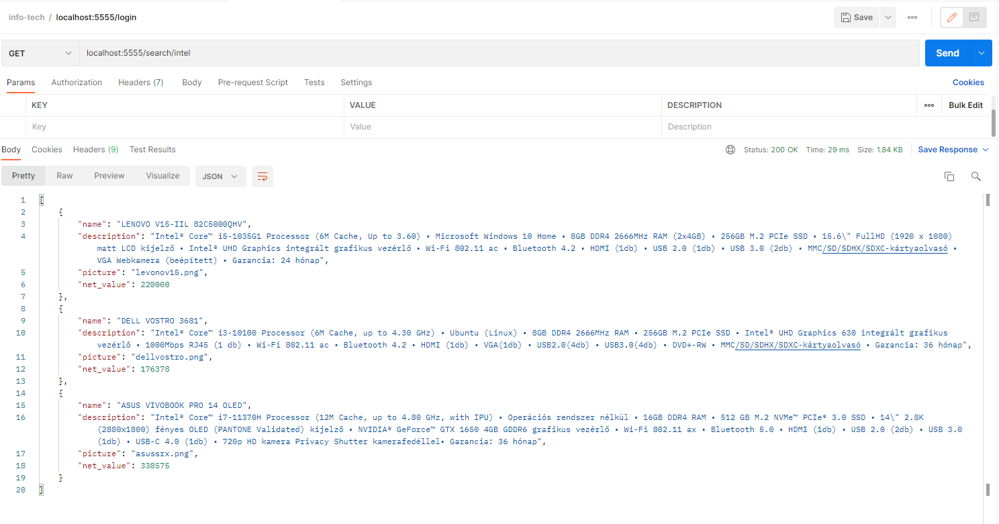 info-tech / localhost:5555/login
Save
GET
localhost:5555/search/intel
Send
Params Authorization Headers (7) Body Pre-request Script Tests Settings Cookies
KEY VALUE DESCRIPTION Bulk Edit
Key Value Description
Body Cookies Headers (9) Test Results Status: 200 OK Time: 29 ms Size: 1.84 KB Save Response
Pretty Raw Preview Visualize JSON
1 [
2 {
3 "name": "LENOVO V15-IIL 82C5000QHV",
4 "description": "Intel® Core™ i5-1035G1 Processor (6M Cache, Up to 3.60) • Microsoft Windows 10 Home • 8GB DDR4 2666MHz RAM (2x4GB) • 256GB M.2 PCIe SSD • 15.6\" FullHD (1920 x 1080)
matt LCD kijelző • Intel® UHD Graphics integrált grafikus vezérlő • Wi-Fi 802.11 ac • Bluetooth 4.2 • HDMI (1db) • USB 2.0 (1db) • USB 3.0 (2db) • MMC/SD/SDHX/SDXC-kártyaolvasó •
VGA Webkamera (beépített) • Garancia: 24 hónap",
5 "picture": "levonov15.png",
6 "net_value": 220000
7 },
8 {
9 "name": "DELL VOSTRO 3681",
10 "description": "Intel® Core™ i3-10100 Processor (6M Cache, up to 4.30 GHz) • Ubuntu (Linux) • 8GB DDR4 2666MHz RAM • 256GB M.2 PCIe SSD • Intel® UHD Graphics 630 integrált grafikus
vezérlő • 1000Mbps RJ45 (1 db) • Wi-Fi 802.11 ac • Bluetooth 4.2 • HDMI (1db) • VGA(1db) • USB2.0(4db) • USB3.0(4db) • DVD+-RW • MMC/SD/SDHX/SDXC-kártyaolvasó • Garancia: 36 hónap",
11 "picture": "dellvostro.png",
12 "net_value": 176378
13 },
14 {
15 "name": "ASUS VIVOBOOK PRO 14 OLED",
16 "description": "Intel® Core™ i7-11370H Processor (12M Cache, up to 4.80 GHz, with IPU) • Operációs rendszer nélkül • 16GB DDR4 RAM • 512 GB M.2 NVMe™ PCIe® 3.0 SSD • 14\" 2.8K
(2880x1800) fényes OLED (PANTONE Validated) kijelző • NVIDIA® GeForce™ GTX 1650 4GB GDDR6 grafikus vezérlő • Wi-Fi 802.11 ax • Bluetooth 5.0 • HDMI (1db) • USB 2.0 (2db) • USB 3.0
(1db) • USB-C 4.0 (1db) • 720p HD kamera Privacy Shutter kamerafedéllel• Garancia: 36 hónap",
17 "picture": "asussrx.png",
18 "net_value": 338575
19 }
20 ]